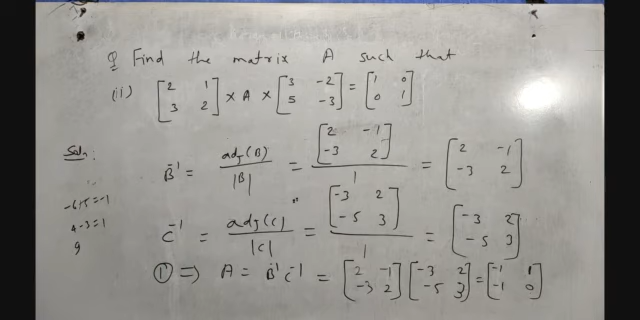 Q Find the matrix A such that
(ii) [2 1; 3 2] × A × [3 -2; 5 -3] = [1 0; 0 1]
Soln:
B⁻¹ = adj(B) / |B| = [2 -1; -3 2] / 1 = [2 -1; -3 2]
-6+5=-1
4-3=1
9
C⁻¹ = adj(C) / |C| = [-3 2; -5 3] / 1 = [-3 2; -5 3]
① ⇒ A = B⁻¹ C⁻¹ = [2 -1; -3 2] [-3 2; -5 3] = [-1 1; -1 0]